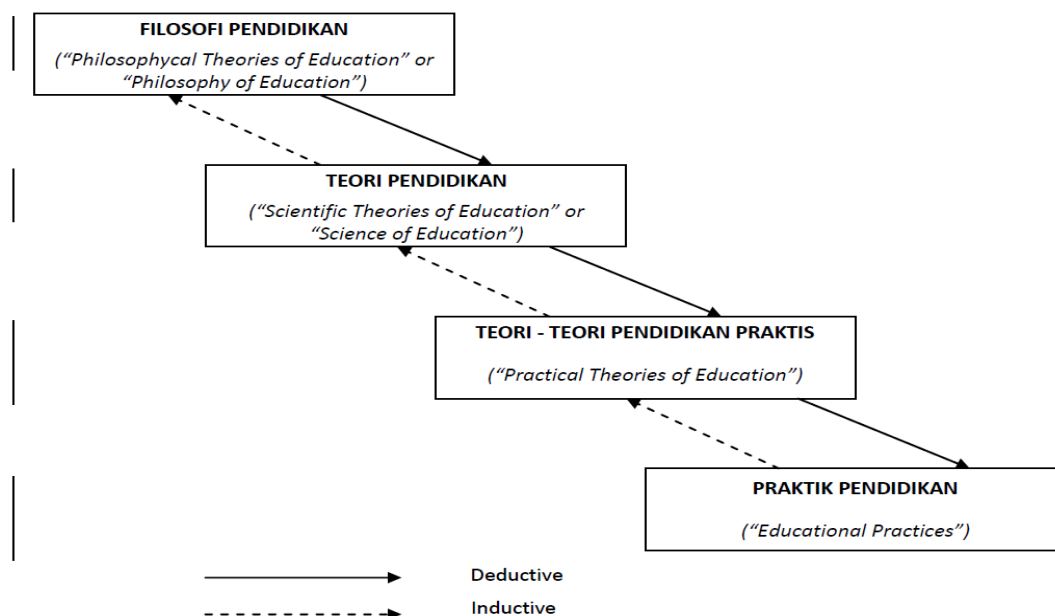 FILOSOFI PENDIDIKAN
(“Philosophycal Theories of Education” or
“Philosophy of Education”)
TEORI PENDIDIKAN
(“Scientific Theories of Education” or
“Science of Education”)
TEORI - TEORI PENDIDIKAN PRAKTIS
(“Practical Theories of Education”)
PRAKTIK PENDIDIKAN
(“Educational Practices”)
Deductive
Inductive